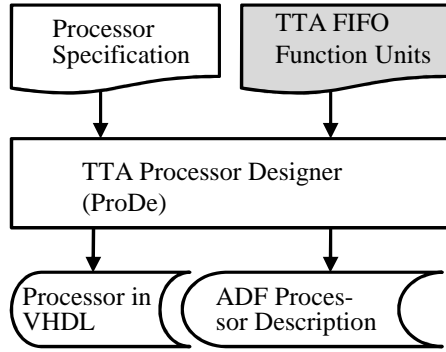 Processor
Specification
TTA FIFO
Function Units
TTA Processor Designer
(ProDe)
Processor in
VHDL
ADF Proces-
sor Description